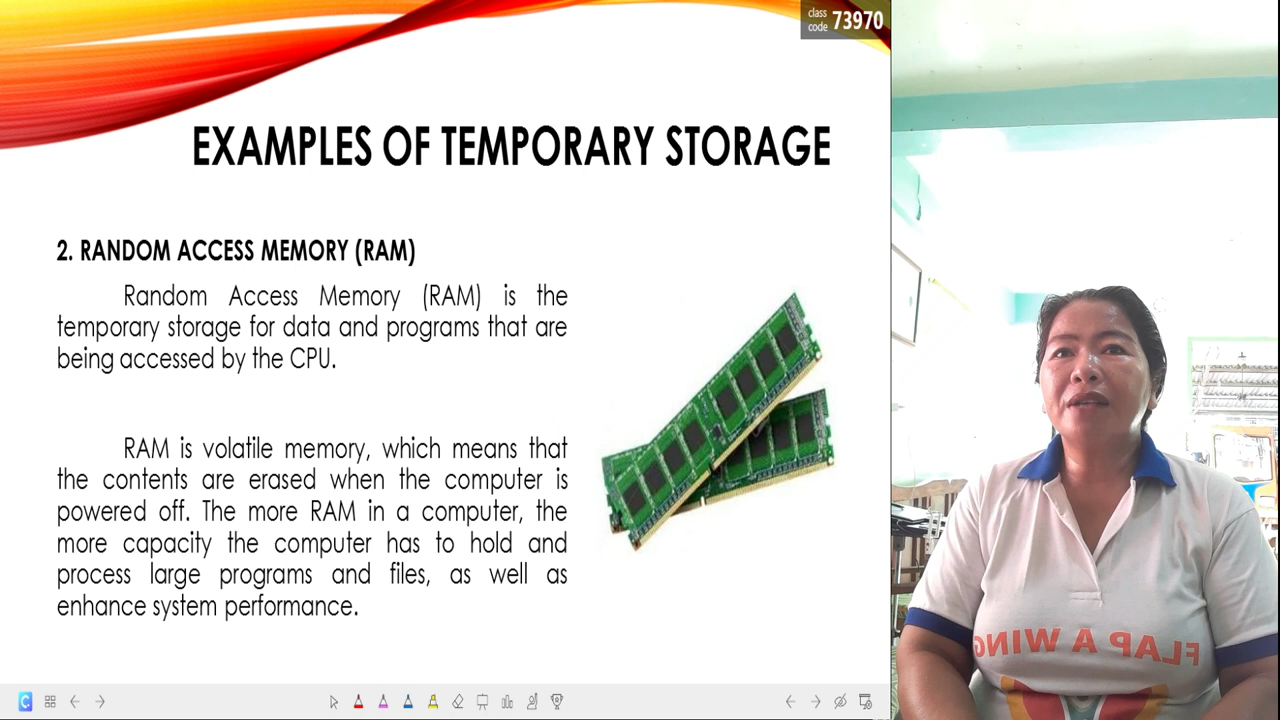 class
code 73970
EXAMPLES OF TEMPORARY STORAGE
2. RANDOM ACCESS MEMORY (RAM)
Random Access Memory (RAM) is the
temporary storage for data and programs that are
being accessed by the CPU.
RAM is volatile memory, which means that
the contents are erased when the computer is
powered off. The more RAM in a computer, the
more capacity the computer has to hold and
process large programs and files, as well as
enhance system performance.
FLAP A WING